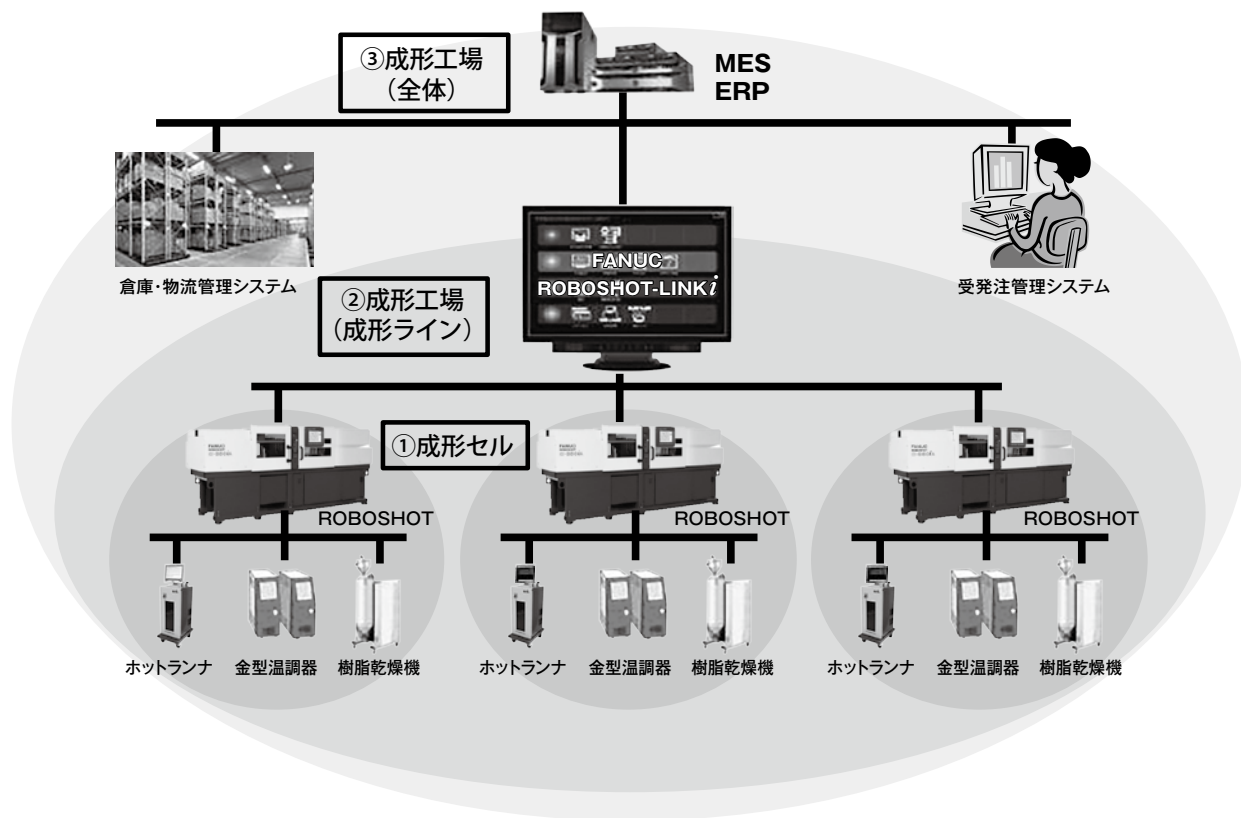 ③成形工場
(全体)
MES
ERP
倉庫・物流管理システム
受発注管理システム
②成形工場
(成形ライン)
FANUC
ROBOSHOT-LINKi
①成形セル
ROBOSHOT
ROBOSHOT
ROBOSHOT
ホットランナ
金型温調器
樹脂乾燥機
ホットランナ
金型温調器
樹脂乾燥機
ホットランナ
金型温調器
樹脂乾燥機